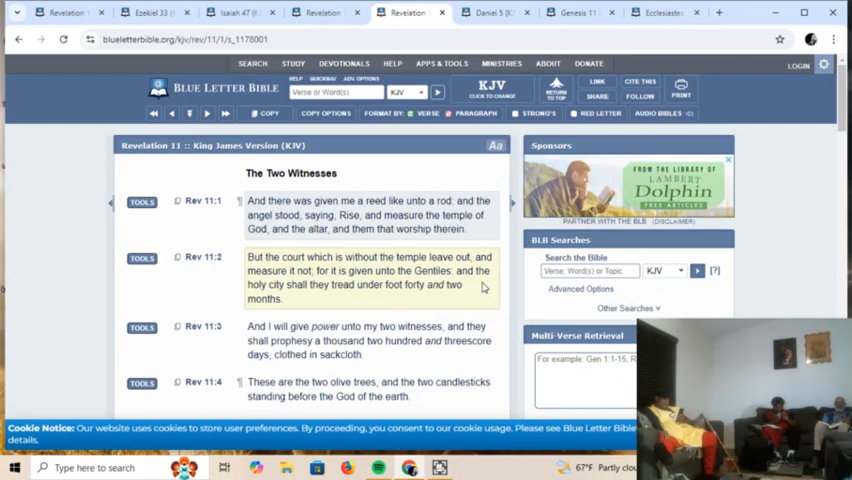 Revelation 1
Ezekiel 33 (
Isaiah 47 (K
Revelation 1
Revelation 1
Daniel 5 (K
Genesis 11
Ecclesiastes
blueletterbible.org/kjv/rev/11/1/s_1178001
SEARCH STUDY DEVOTIONALS HELP APPS & TOOLS MINISTRIES ABOUT DONATE
LOGIN
BLUE LETTER BIBLE
HELP QUICKNAV ADV. OPTIONS
Verse or Word(s)
KJV
KJV
CLICK TO CHANGE
RETURN
TO TOP
LINK
SHARE
CITE THIS
FOLLOW
PRINT
COPY COPY OPTIONS FORMAT BY: VERSE PARAGRAPH STRONG'S RED LETTER AUDIO BIBLES
Revelation 11 :: King James Version (KJV)
Aa
The Two Witnesses
TOOLS Rev 11:1 ¶ And there was given me a reed like unto a rod: and the
angel stood, saying, Rise, and measure the temple of
God, and the altar, and them that worship therein.
TOOLS Rev 11:2 But the court which is without the temple leave out, and
measure it not; for it is given unto the Gentiles: and the
holy city shall they tread under foot forty and two
months.
TOOLS Rev 11:3 And I will give power unto my two witnesses, and they
shall prophesy a thousand two hundred and threescore
days, clothed in sackcloth.
TOOLS Rev 11:4 ¶ These are the two olive trees, and the two candlesticks
standing before the God of the earth.
Sponsors
FROM THE LIBRARY OF
LAMBERT
Dolphin
FREE ARTICLES
PARTNER WITH THE BLB (DISCLAIMER)
BLB Searches
Search the Bible
Verse, Word(s) or Topic
KJV
[?]
Advanced Options
Other Searches
Multi-Verse Retrieval
For example: Gen 1:1-15; R
Cookie Notice: Our website uses cookies to store user preferences. By proceeding, you consent to our cookie usage. Please see Blue Letter Bible
details.
Type here to search
67°F Partly clou